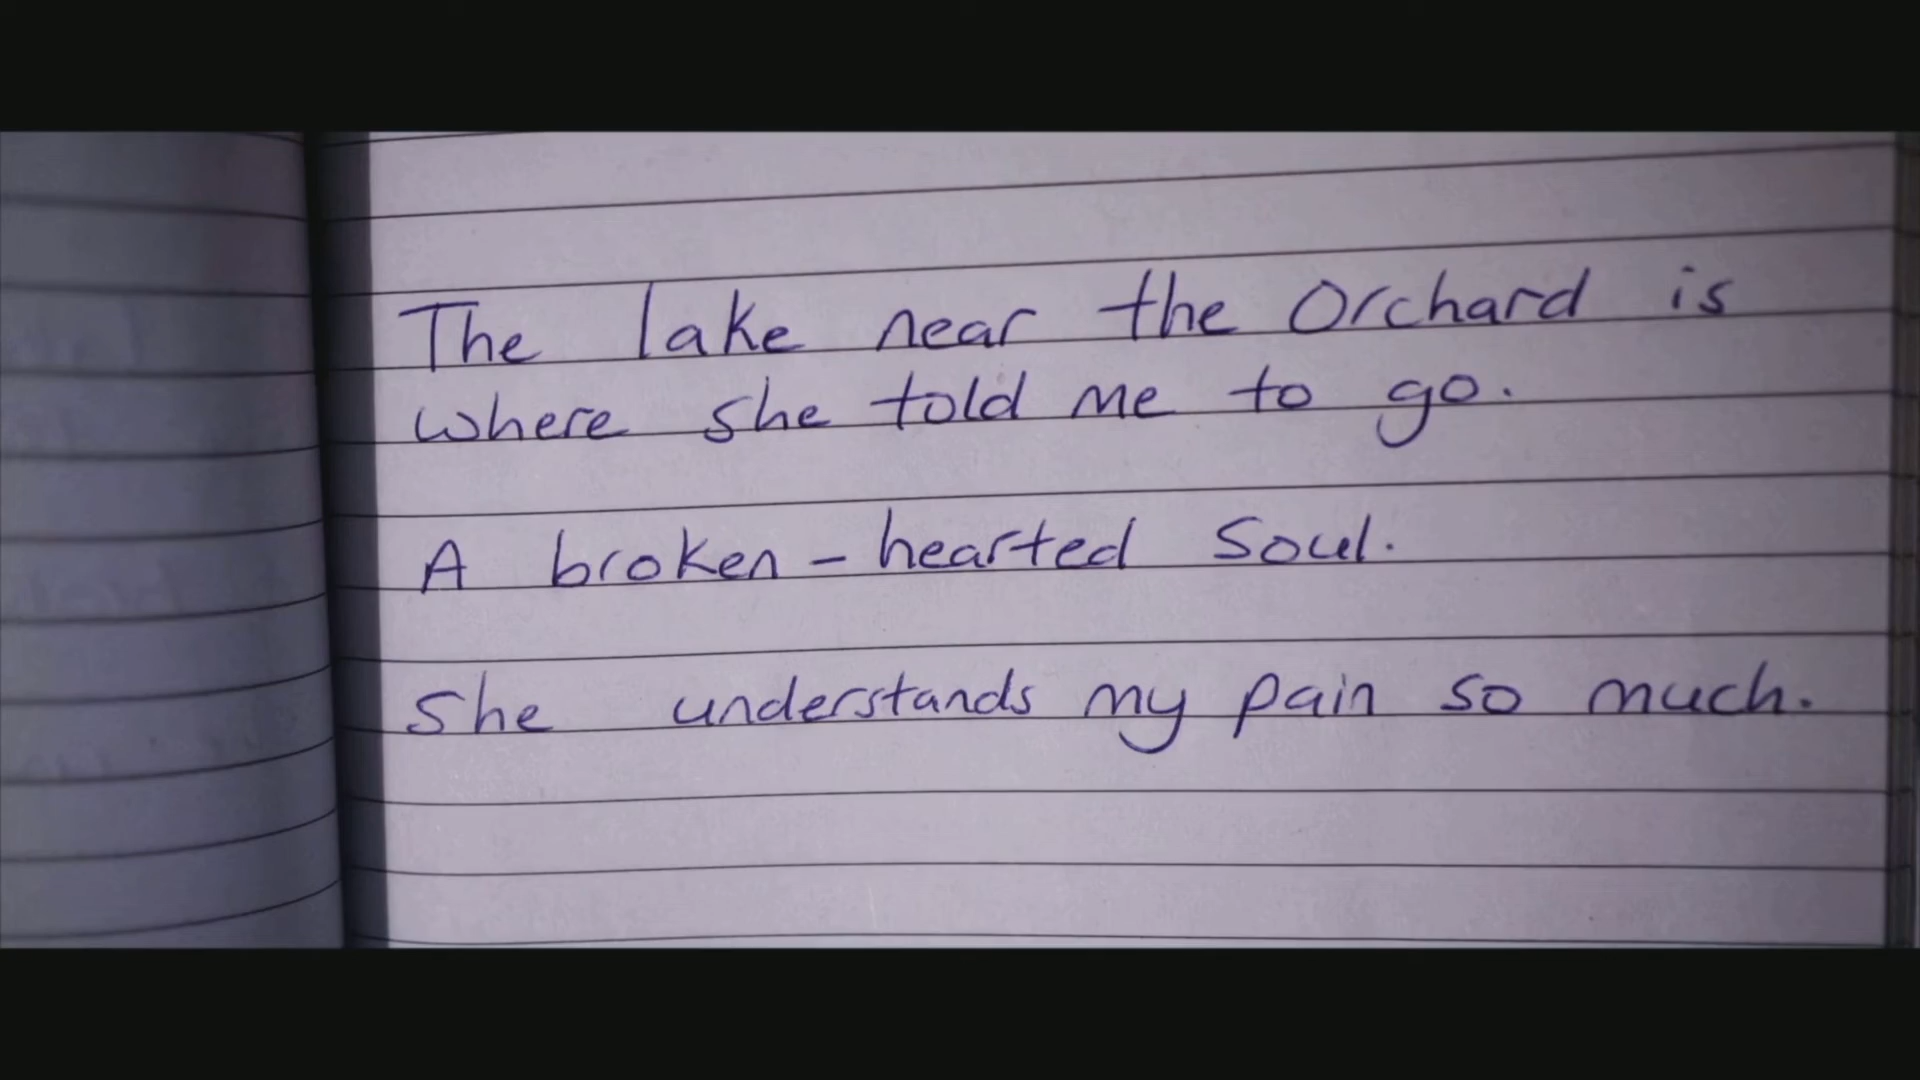 The lake near the Orchard is
where she told me to go.
A broken-hearted soul.
She understands my pain so much.